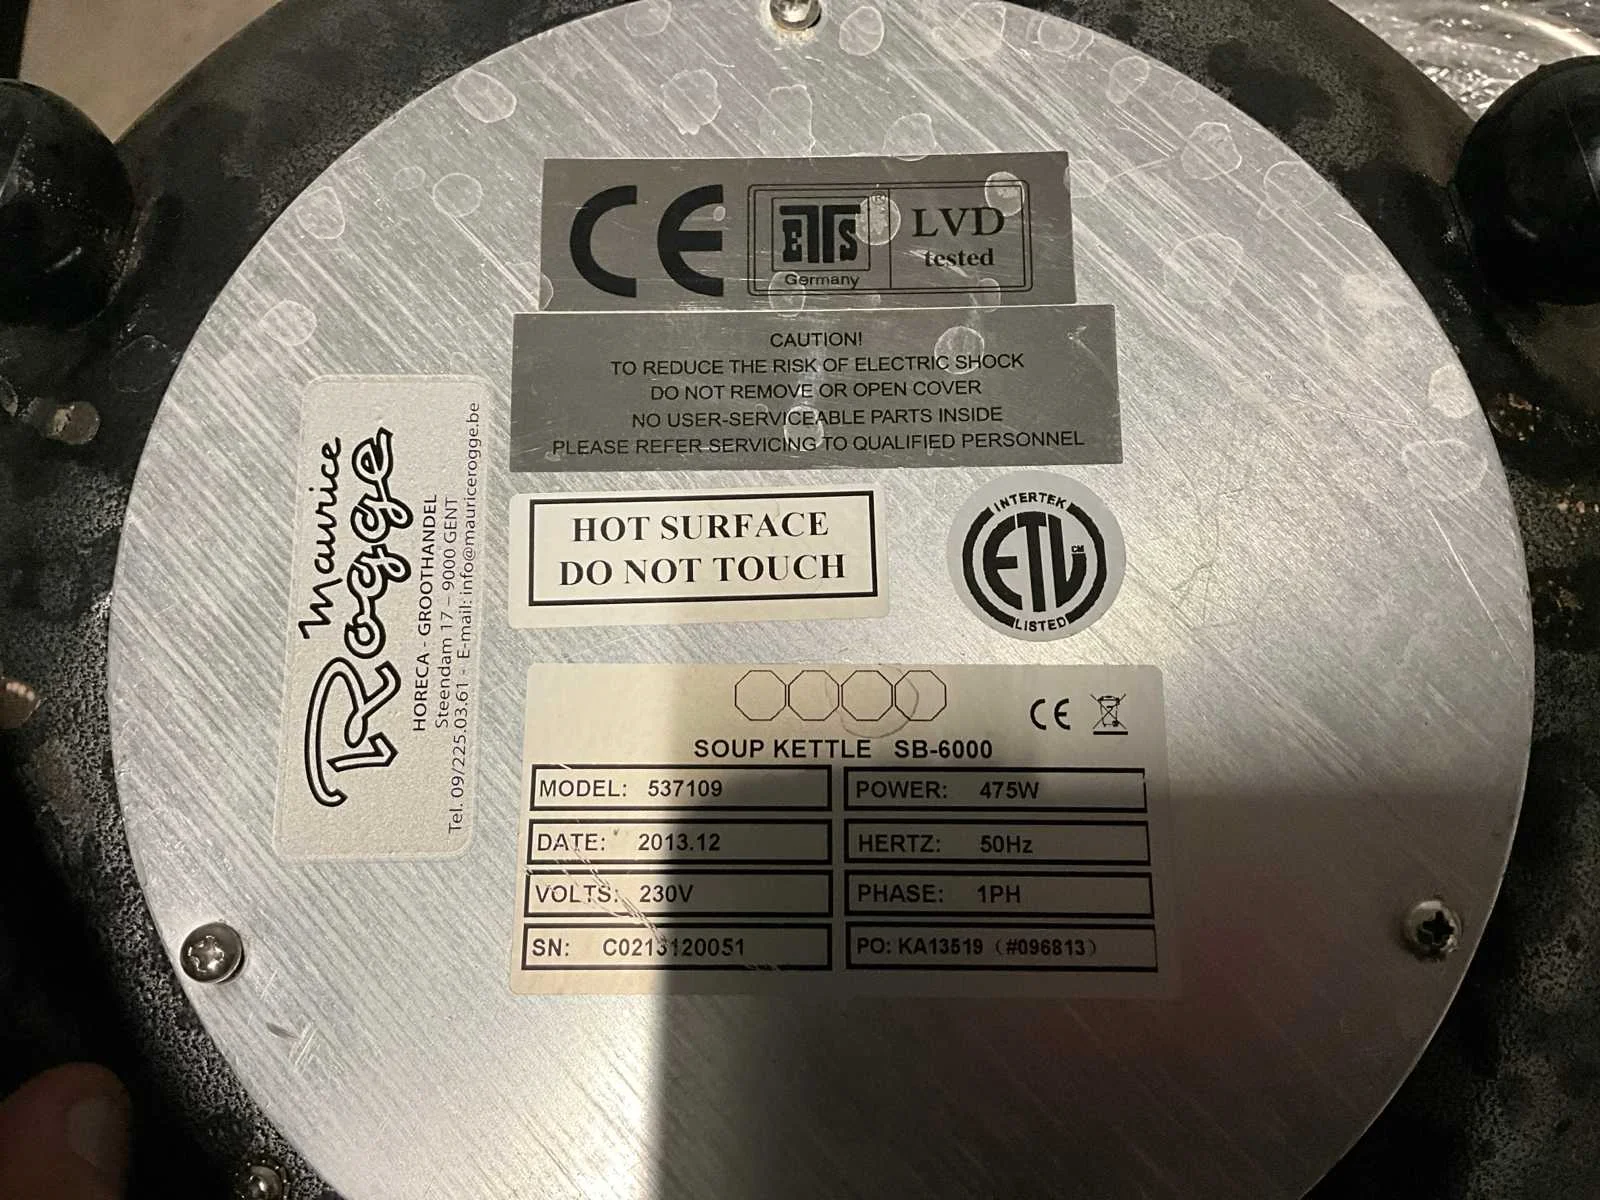 CE
ETS
®
Germany
LVD
tested
CAUTION!
TO REDUCE THE RISK OF ELECTRIC SHOCK
DO NOT REMOVE OR OPEN COVER
NO USER-SERVICEABLE PARTS INSIDE
PLEASE REFER SERVICING TO QUALIFIED PERSONNEL
Maurice
Rogge
HORECA - GROOTHANDEL
Steendam 17 – 9000 GENT
Tel. 09/225.03.61 - E-mail: info@mauricerogge.be
HOT SURFACE
DO NOT TOUCH
INTERTEK
ETL
CM
LISTED
CE
SOUP KETTLE SB-6000
MODEL: 537109
POWER: 475W
DATE: 2013.12
HERTZ: 50Hz
VOLTS: 230V
PHASE: 1PH
SN: C0213120051
PO: KA13519 (#096813)